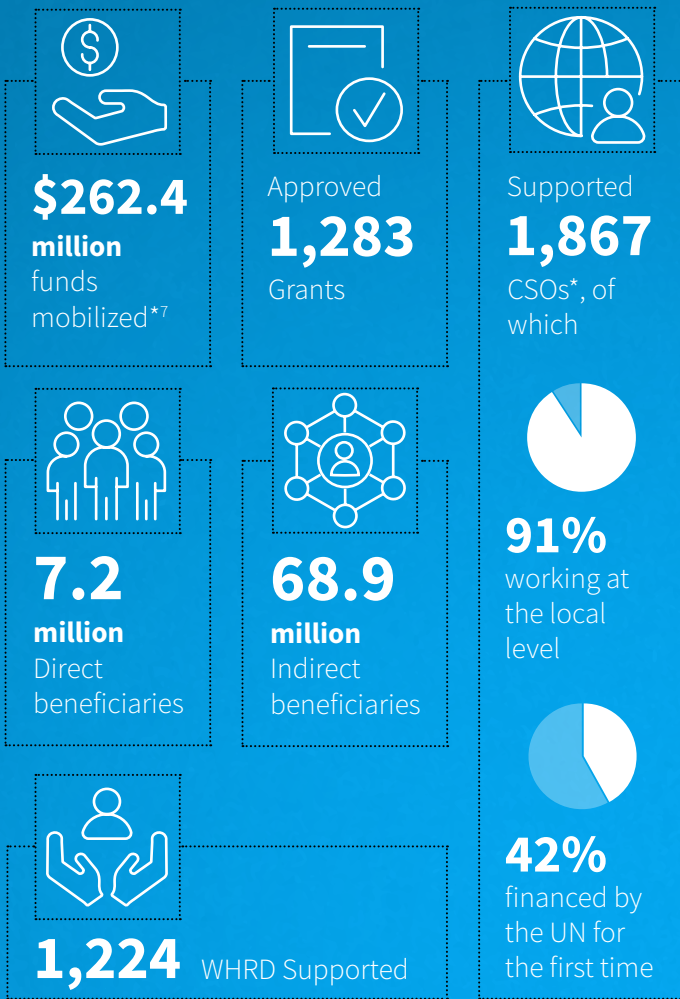 $262.4
million
funds
mobilized*⁷
Approved
1,283
Grants
Supported
1,867
CSOs*, of
which
7.2
million
Direct
beneficiaries
68.9
million
Indirect
beneficiaries
91%
working at
the local
level
42%
financed by
the UN for
the first time
1,224 WHRD Supported